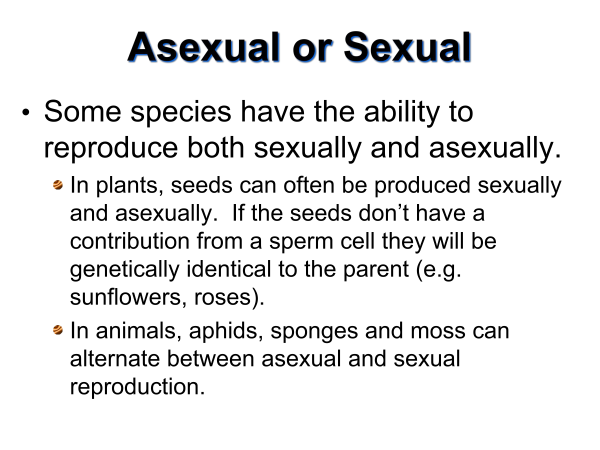 Asexual or Sexual
• Some species have the ability to
reproduce both sexually and asexually.
In plants, seeds can often be produced sexually
and asexually.  If the seeds don’t have a
contribution from a sperm cell they will be
genetically identical to the parent (e.g.
sunflowers, roses).
In animals, aphids, sponges and moss can
alternate between asexual and sexual
reproduction.